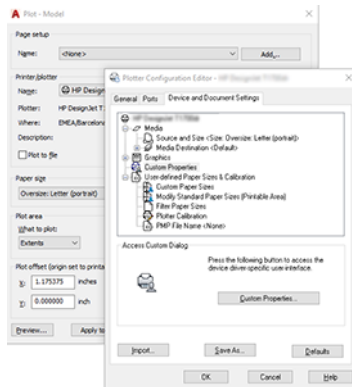 Plot - Model
Page setup
Name:
<None>
Add...
Printer/plotter
Name:
HP Design
Plotter:
HP DesignJet T
Where:
EMEA/Barcelona
Description:
Plot to file
Paper size
Oversize: Letter (portrait)
Plot area
What to plot:
Extents
Plot offset (origin set to printa
X:
1.175375
inches
Y:
0.000000
inch
Preview...
Apply to
Plotter Configuration Editor -
General
Ports
Device and Document Settings
Media
Source and Size <Size: Oversize: Letter (portrait)>
Media Destination <Default>
Graphics
Custom Properties
User-defined Paper Sizes & Calibration
Custom Paper Sizes
Modify Standard Paper Sizes (Printable Area)
Filter Paper Sizes
Plotter Calibration
PMP File Name <None>
Access Custom Dialog
Press the following button to access the
device driver-specific user interface.
Custom Properties...
Import...
Save As...
Defaults
OK
Cancel
Help